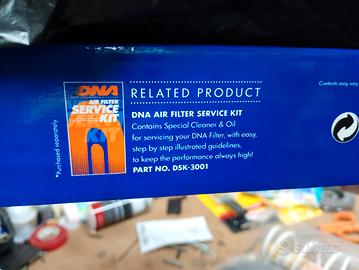 DNA
AIR FILTER
SERVICE
KIT
*Purchased separately
RELATED PRODUCT
DNA AIR FILTER SERVICE KIT
Contains Special Cleaner & Oil
for servicing your DNA Filter, with easy,
step by step illustrated guidelines,
to keep the performance always high!
PART NO. DSK-3001
Contents may